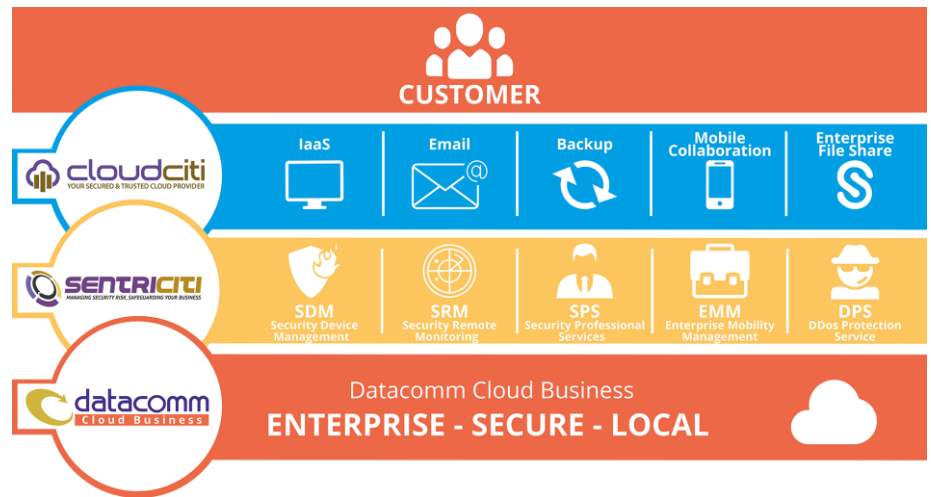 CUSTOMER
cloudciti
YOUR SECURED & TRUSTED CLOUD PROVIDER
IaaS
Email
@
Backup
Mobile
Collaboration
Enterprise
File Share
SENTRICITI
MANAGING SECURITY RISK, SAFEGUARDING YOUR BUSINESS
SDM
Security Device
Management
SRM
Security Remote
Monitoring
SPS
Security Professional
Services
EMM
Enterprise Mobility
Management
DPS
DDos Protection
Service
datacomm
Cloud Business
Datacomm Cloud Business
ENTERPRISE - SECURE - LOCAL